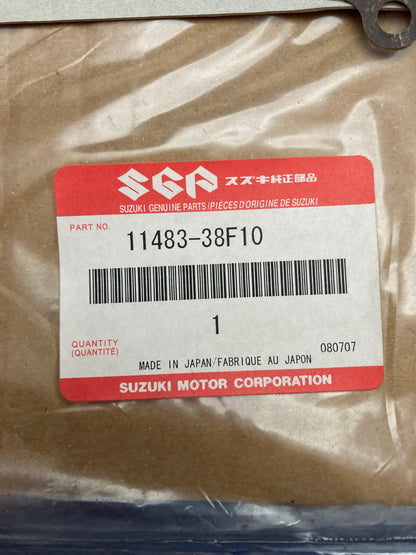 SGP スズキ純正部品
SUZUKI GENUINE PARTS/PIÈCES D'ORIGINE DE SUZUKI
PART NO. 11483-38F10
1
QUANTITY
(QUANTITÉ)
080707
MADE IN JAPAN/FABRIQUE AU JAPON
SUZUKI MOTOR CORPORATION